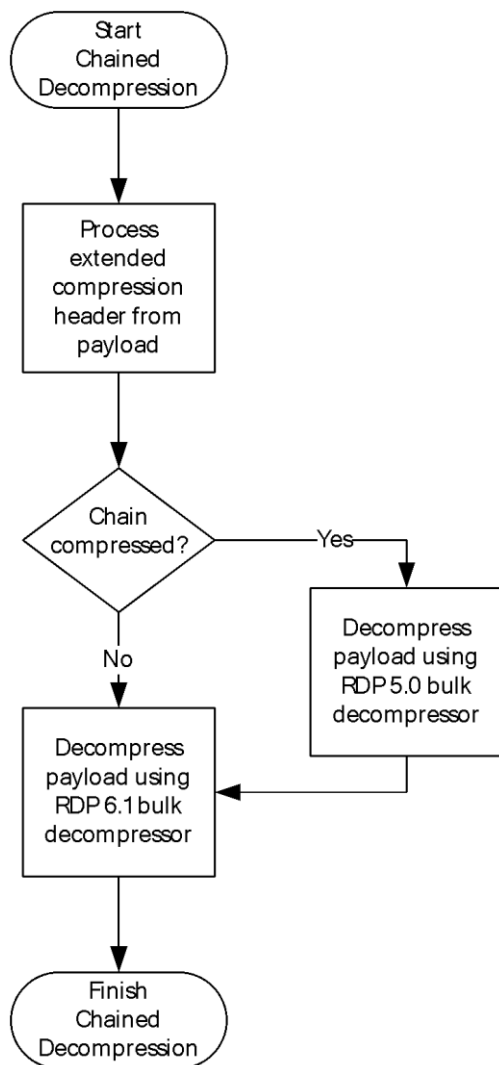 Start
Chained
Decompression
Process
extended
compression
header from
payload
Chain
compressed?
Yes
No
Decompress
payload using
RDP 5.0 bulk
decompressor
Decompress
payload using
RDP 6.1 bulk
decompressor
Finish
Chained
Decompression